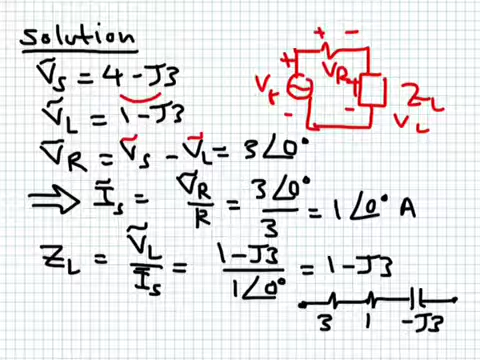 Solution
Ṽs = 4 - J3
ṼL = 1 - J3
ṼR = Ṽs - ṼL = 3∠0°
⟹ Ĩs = ṼR/R = 3∠0°/3 = 1∠0° A
ZL = ṼL/Ĩs = 1-J3/1∠0° = 1-J3
+ -
+ VR +
ZL
- -
VL
3 1 -J3